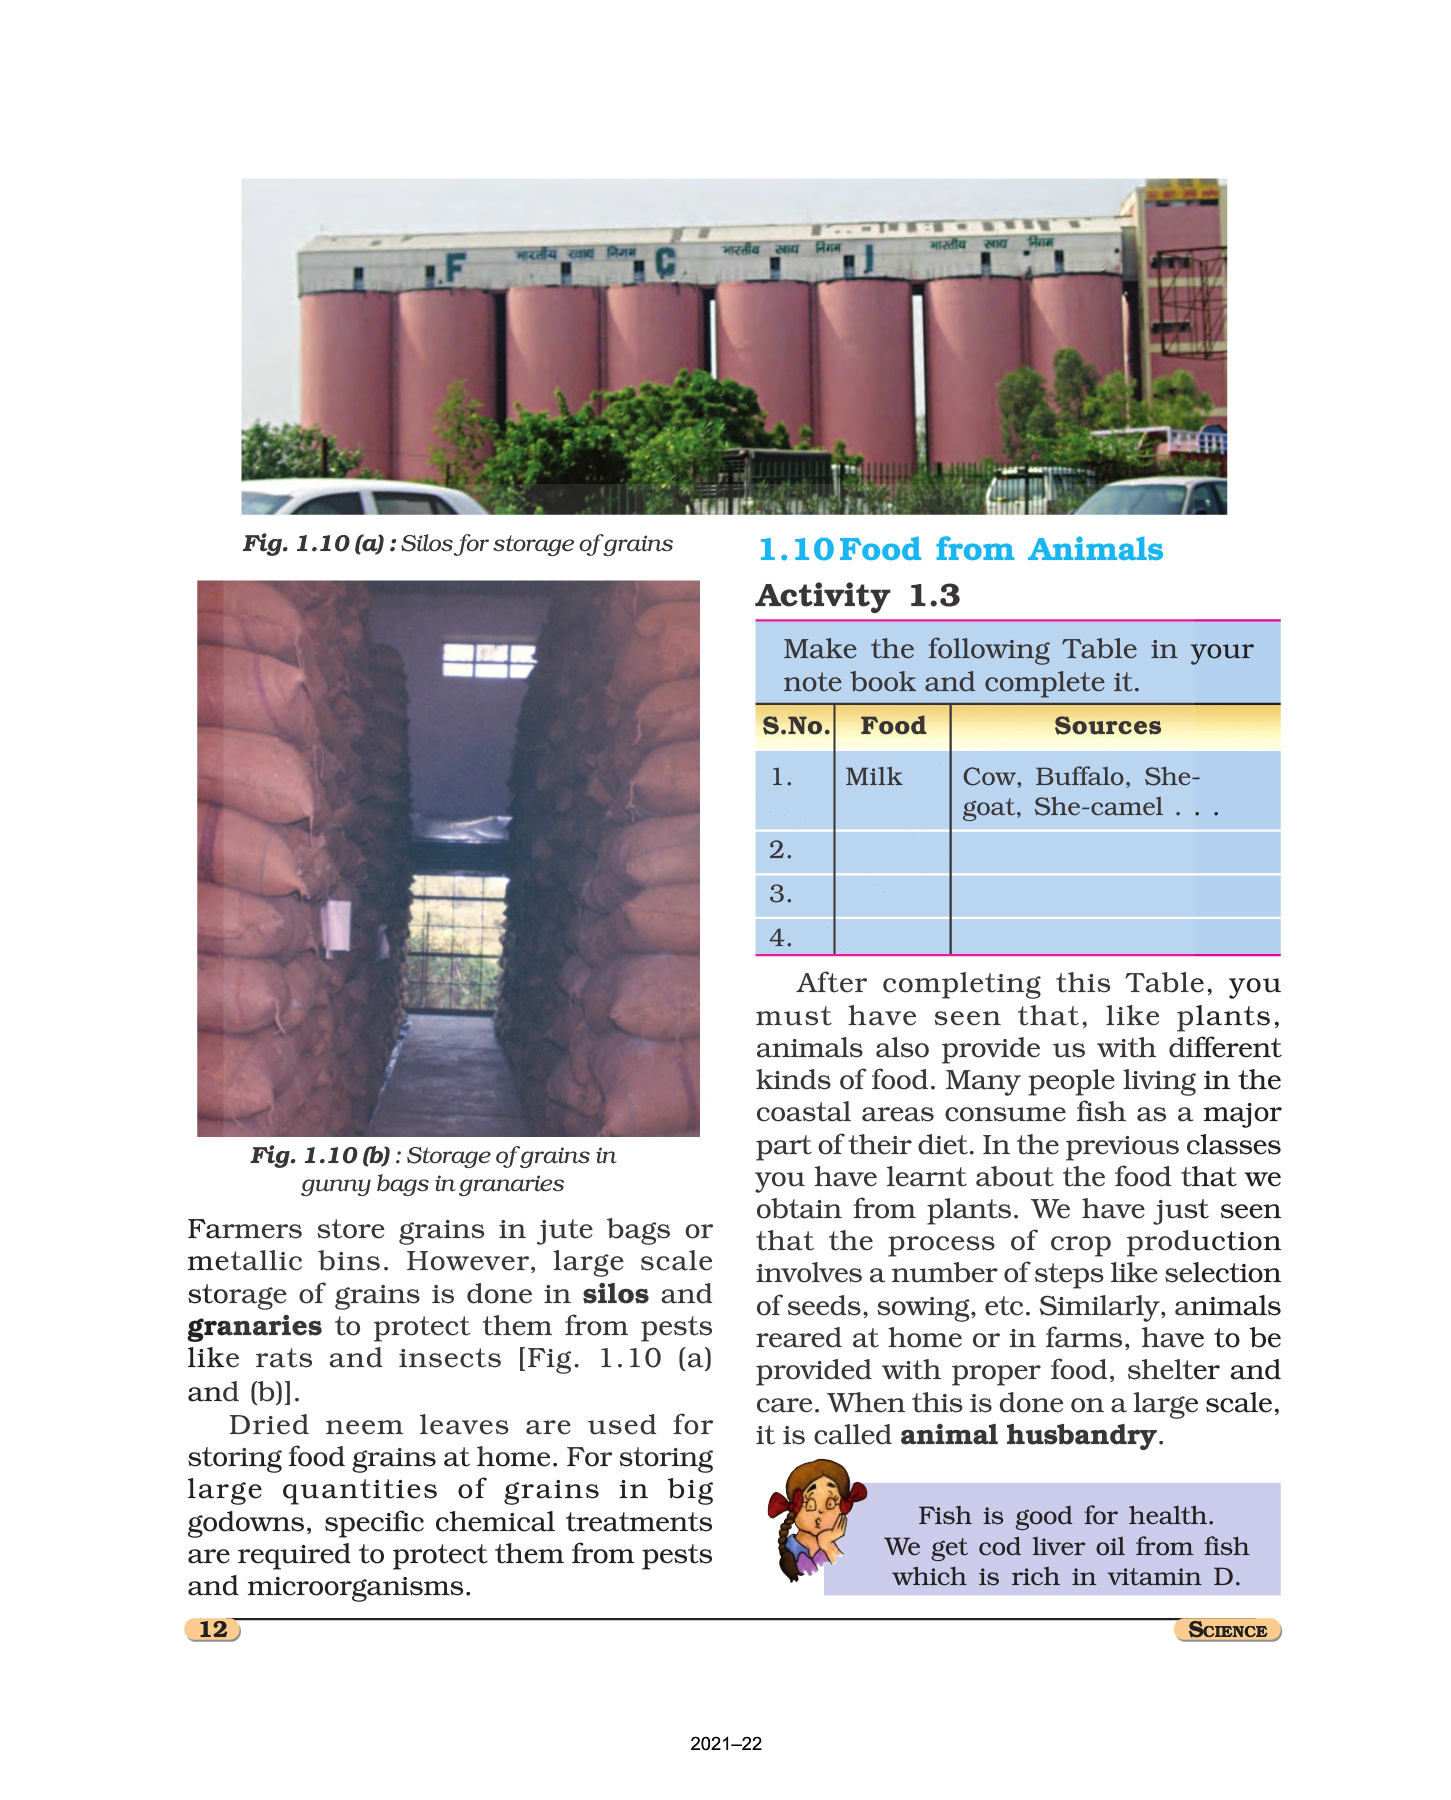 F भारतीय खाद्य निगम C भारतीय खाद्य निगम I भारतीय खाद्य निगम
Fig. 1.10 (a) : Silos for storage of grains
Fig. 1.10 (b) : Storage of grains in
gunny bags in granaries
Farmers store grains in jute bags or
metallic bins. However, large scale
storage of grains is done in silos and
granaries to protect them from pests
like rats and insects [Fig. 1.10 (a)
and (b)].
Dried neem leaves are used for
storing food grains at home. For storing
large quantities of grains in big
godowns, specific chemical treatments
are required to protect them from pests
and microorganisms.
1.10 Food from Animals
Activity 1.3
Make the following Table in your
note book and complete it.
S.No. Food Sources
1. Milk Cow, Buffalo, She-
goat, She-camel . . .
2.
3.
4.
After completing this Table, you
must have seen that, like plants,
animals also provide us with different
kinds of food. Many people living in the
coastal areas consume fish as a major
part of their diet. In the previous classes
you have learnt about the food that we
obtain from plants. We have just seen
that the process of crop production
involves a number of steps like selection
of seeds, sowing, etc. Similarly, animals
reared at home or in farms, have to be
provided with proper food, shelter and
care. When this is done on a large scale,
it is called animal husbandry.
Fish is good for health.
We get cod liver oil from fish
which is rich in vitamin D.
12 SCIENCE
2021–22